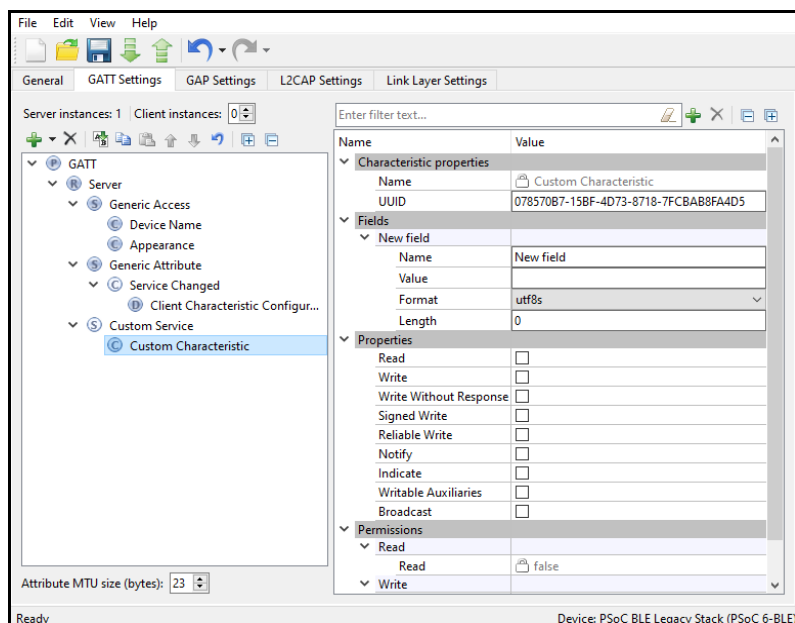 File Edit View Help
General GATT Settings GAP Settings L2CAP Settings Link Layer Settings
Server instances: 1 Client instances: 0
Enter filter text...
GATT
Server
Generic Access
Device Name
Appearance
Generic Attribute
Service Changed
Client Characteristic Configur...
Custom Service
Custom Characteristic
Attribute MTU size (bytes): 23
Name Value
Characteristic properties
Name Custom Characteristic
UUID 078570B7-15BF-4D73-8718-7FCBAB8FA4D5
Fields
New field
Name New field
Value
Format utf8s
Length 0
Properties
Read
Write
Write Without Response
Signed Write
Reliable Write
Notify
Indicate
Writable Auxiliaries
Broadcast
Permissions
Read
Read false
Write
Ready Device: PSoC BLE Legacy Stack (PSoC 6-BLE)